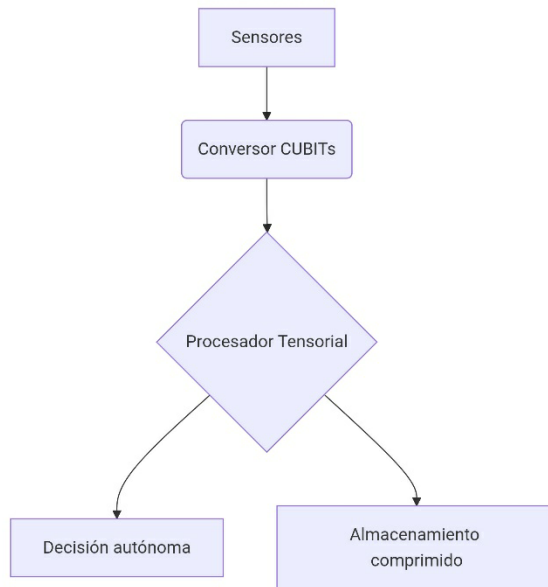 Sensores
Conversor CUBITs
Procesador Tensorial
Decisión autónoma
Almacenamiento
comprimido